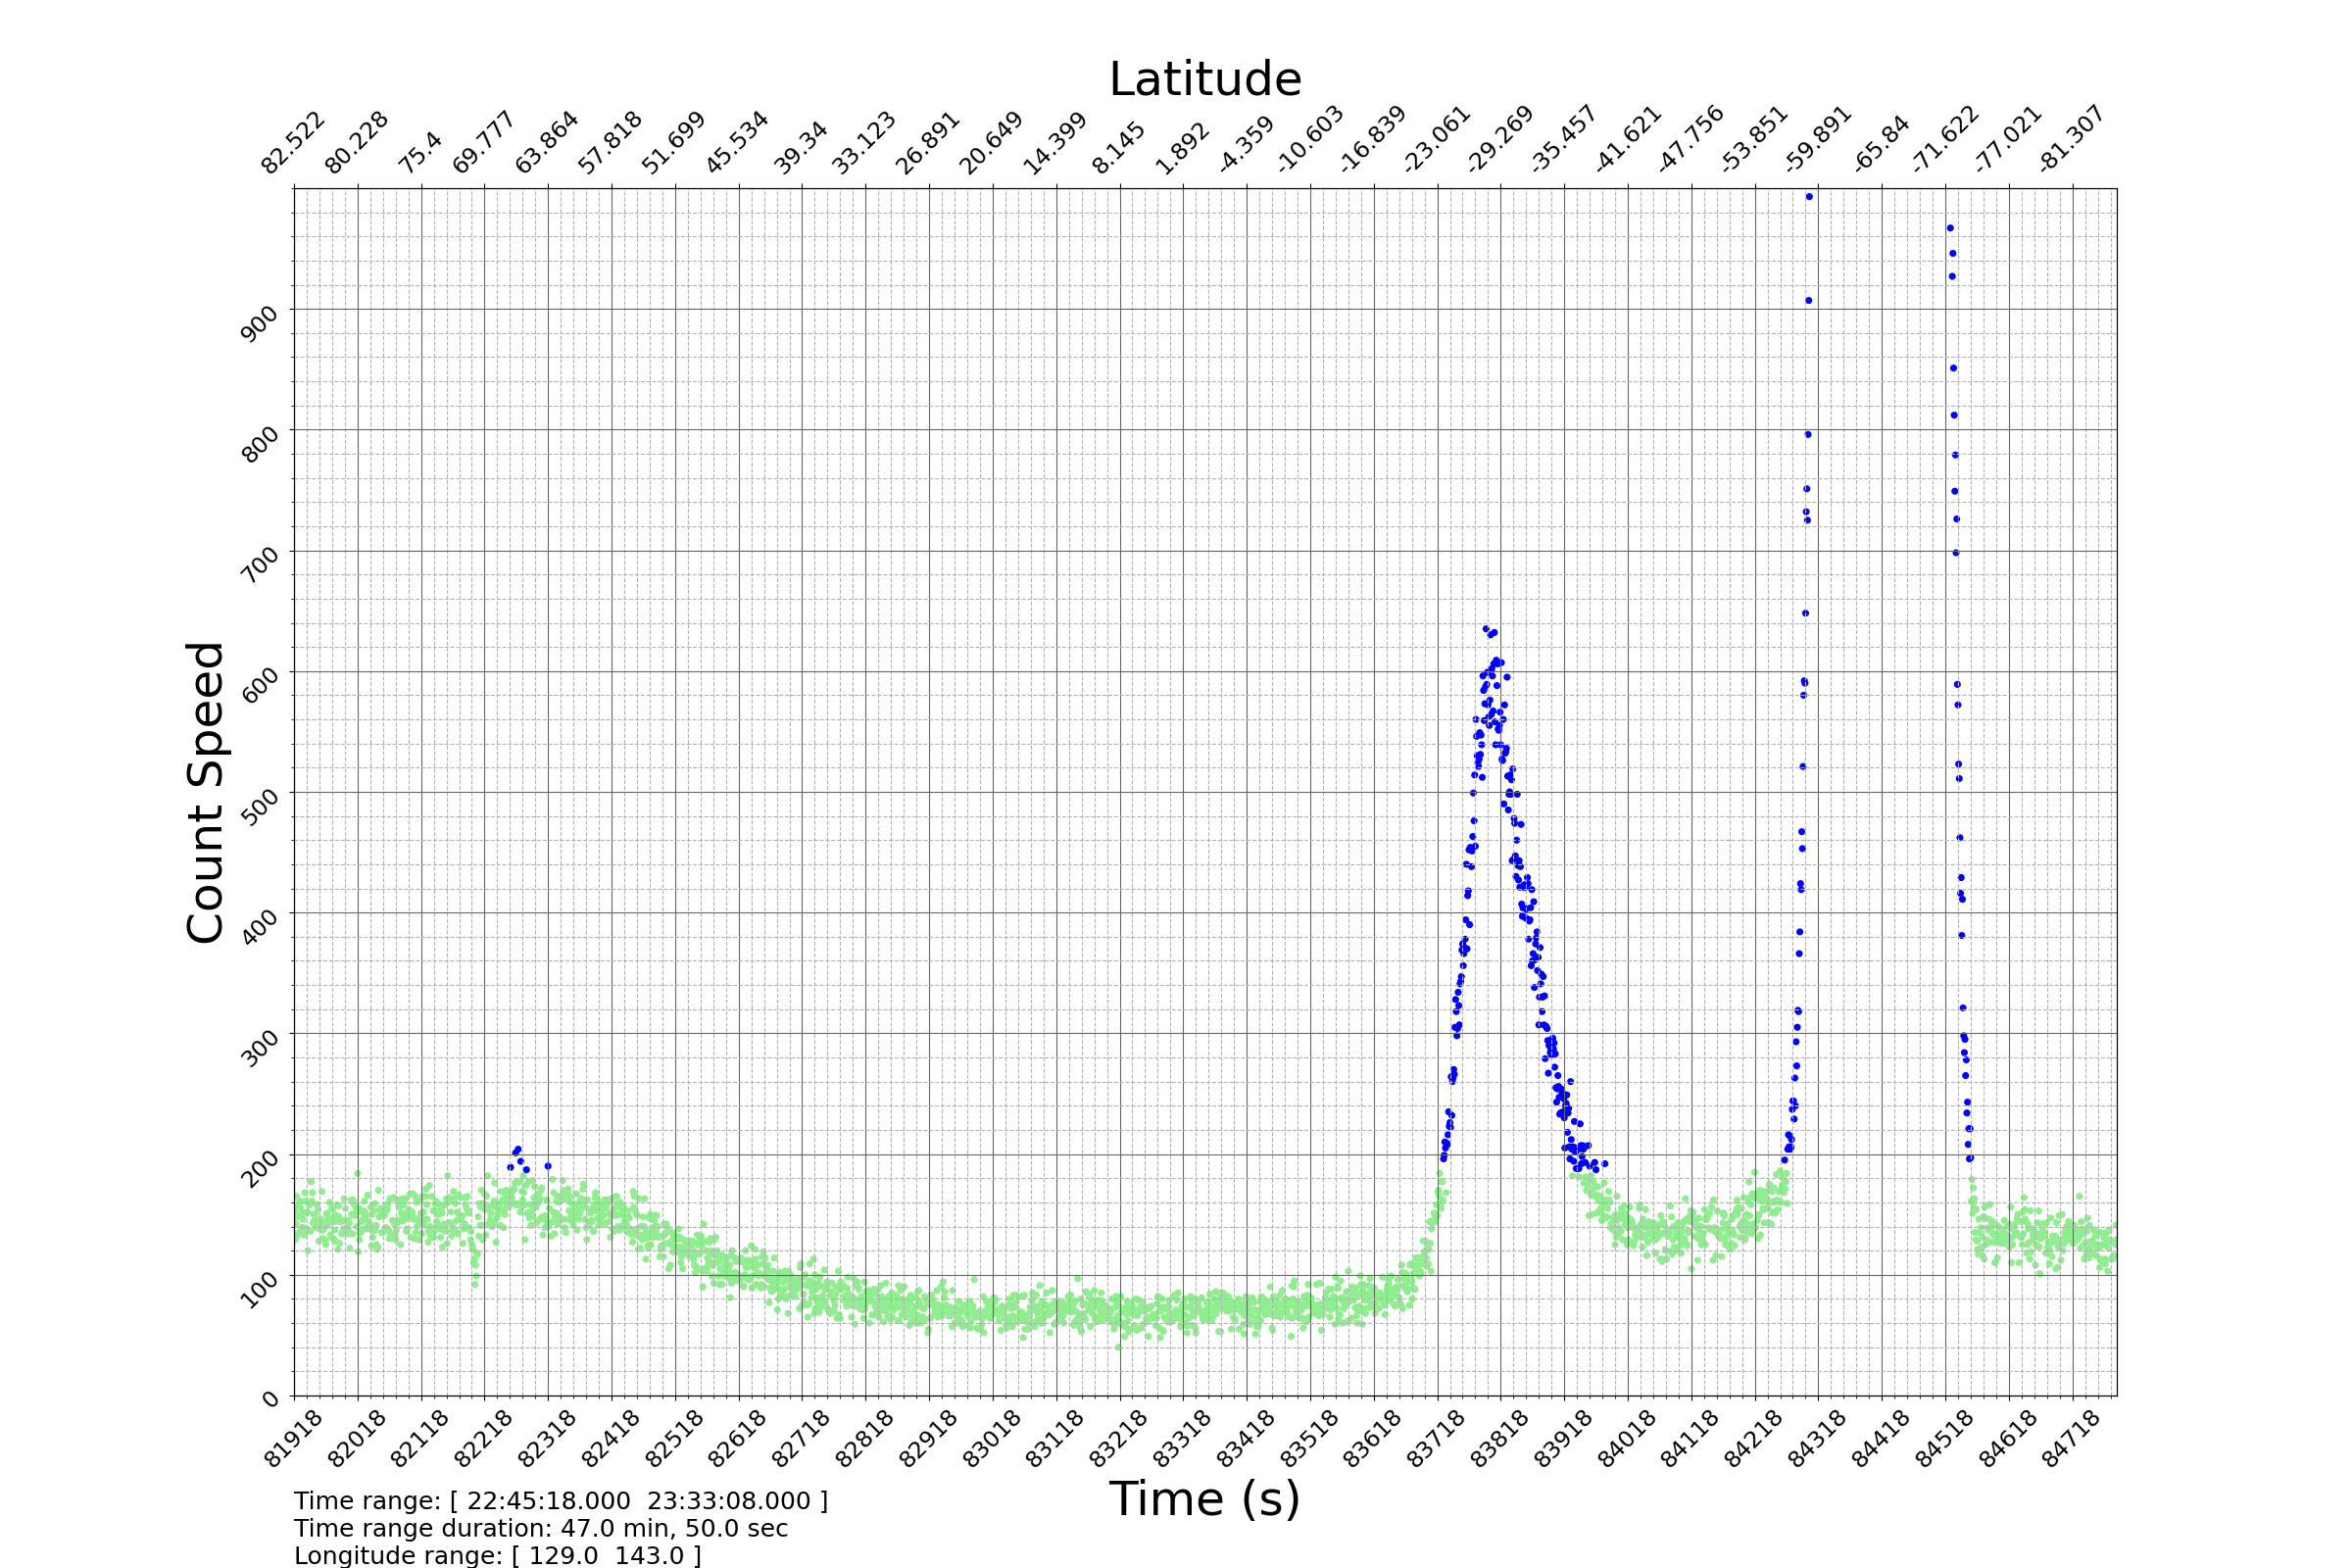 Latitude
82.522 80.228 75.4 69.777 63.864 57.818 51.699 45.534 39.34 33.123 26.891 20.649 14.399 8.145 1.892 -4.359 -10.603 -16.839 -23.061 -29.269 -35.457 -41.621 -47.756 -53.851 -59.891 -65.84 -71.622 -77.021 -81.307
900
800
700
600
500
400
300
200
100
0
Count Speed
81918 82018 82118 82218 82318 82418 82518 82618 82718 82818 82918 83018 83118 83218 83318 83418 83518 83618 83718 83818 83918 84018 84118 84218 84318 84418 84518 84618 84718
Time (s)
Time range: [ 22:45:18.000 23:33:08.000 ]
Time range duration: 47.0 min, 50.0 sec
Longitude range: [ 129.0 143.0 ]